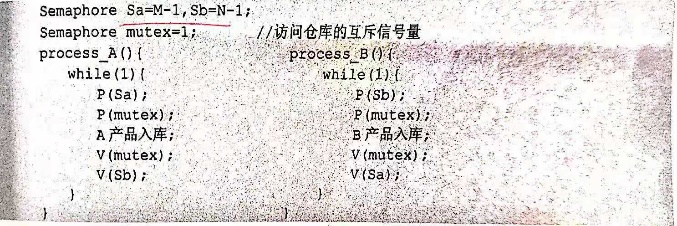 Semaphore Sa=M-1,Sb=N-1;
Semaphore mutex=1; //访问仓库的互斥信号量
process_A(){ process_B(){
while(1){ while(1){
P(Sa); P(Sb);
P(mutex); P(mutex);
A产品入库; B产品入库;
V(mutex); V(mutex);
V(Sb); V(Sa);
} }
} }